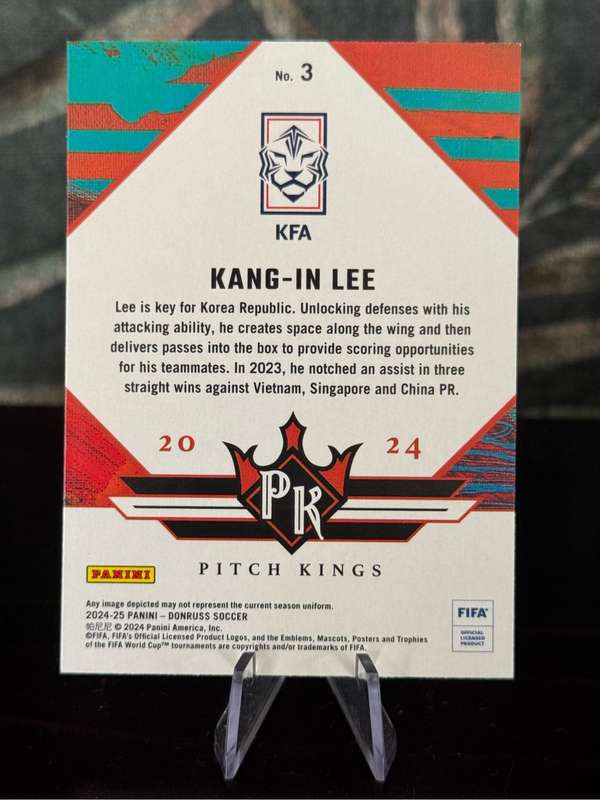 No. 3
KFA
KANG-IN LEE
Lee is key for Korea Republic. Unlocking defenses with his
attacking ability, he creates space along the wing and then
delivers passes into the box to provide scoring opportunities
for his teammates. In 2023, he notched an assist in three
straight wins against Vietnam, Singapore and China PR.
20 24
PK
PITCH KINGS
PANINI
Any image depicted may not represent the current season uniform.
2024-25 PANINI – DONRUSS SOCCER
帕尼尼 © 2024 Panini America, Inc.
©FIFA, FIFA's Official Licensed Product Logos, and the Emblems, Mascots, Posters and Trophies
of the FIFA World Cup™ tournaments are copyrights and/or trademarks of FIFA.
FIFA®
OFFICIAL
LICENSED
PRODUCT